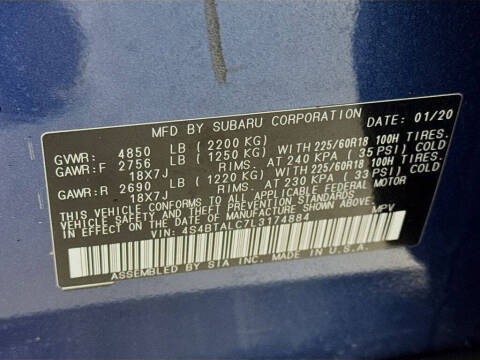 MFD BY SUBARU CORPORATION DATE: 01/20
GVWR: 4850 LB (2200 KG)
GAWR:F 2756 LB (1250 KG) WITH 225/60R18 100H TIRES.
18X7J RIMS. AT 240 KPA (35 PSI) COLD
GAWR:R 2690 LB (1220 KG) WITH 225/60R18 100H TIRES.
18X7J RIMS. AT 230 KPA (33 PSI) COLD
THIS VEHICLE CONFORMS TO ALL APPLICABLE FEDERAL MOTOR
VEHICLE SAFETY AND BUMPER STANDARDS IN EFFECT ON THE
DATE OF MANUFACTURE SHOWN ABOVE.
VIN: 4S4BTALC7L3174884 MPV
ASSEMBLED BY SIA INC. MADE IN U.S.A.